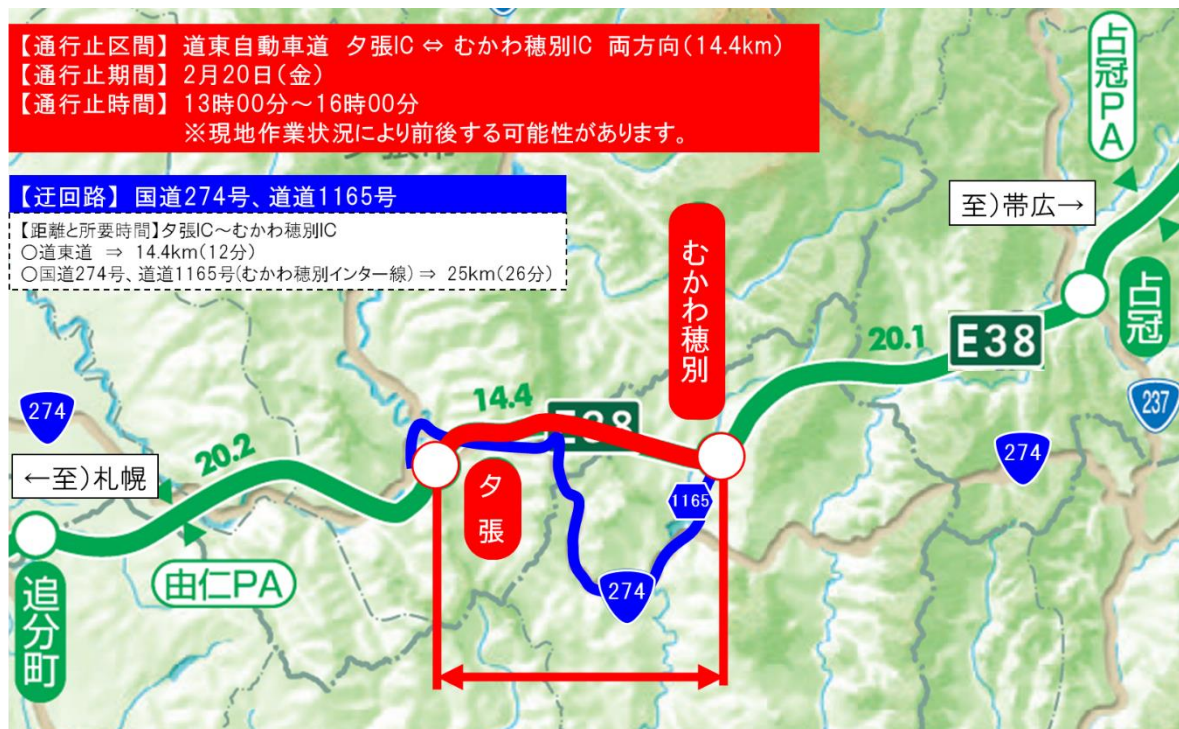 【通行止区間】 道東自動車道 夕張IC ⇔ むかわ穂別IC 両方向(14.4km)
【通行止期間】 2月20日(金)
【通行止時間】 13時00分～16時00分
※現地作業状況により前後する可能性があります。
【迂回路】 国道274号、道道1165号
【距離と所要時間】夕張IC～むかわ穂別IC
○道東道 ⇒ 14.4km(12分)
○国道274号、道道1165号(むかわ穂別インター線) ⇒ 25km(26分)
占冠PA
至)帯広→
むかわ穂別
占冠
20.1
E38
237
274
14.4
E38
274
20.2
←至)札幌
夕張
1165
274
由仁PA
追分町